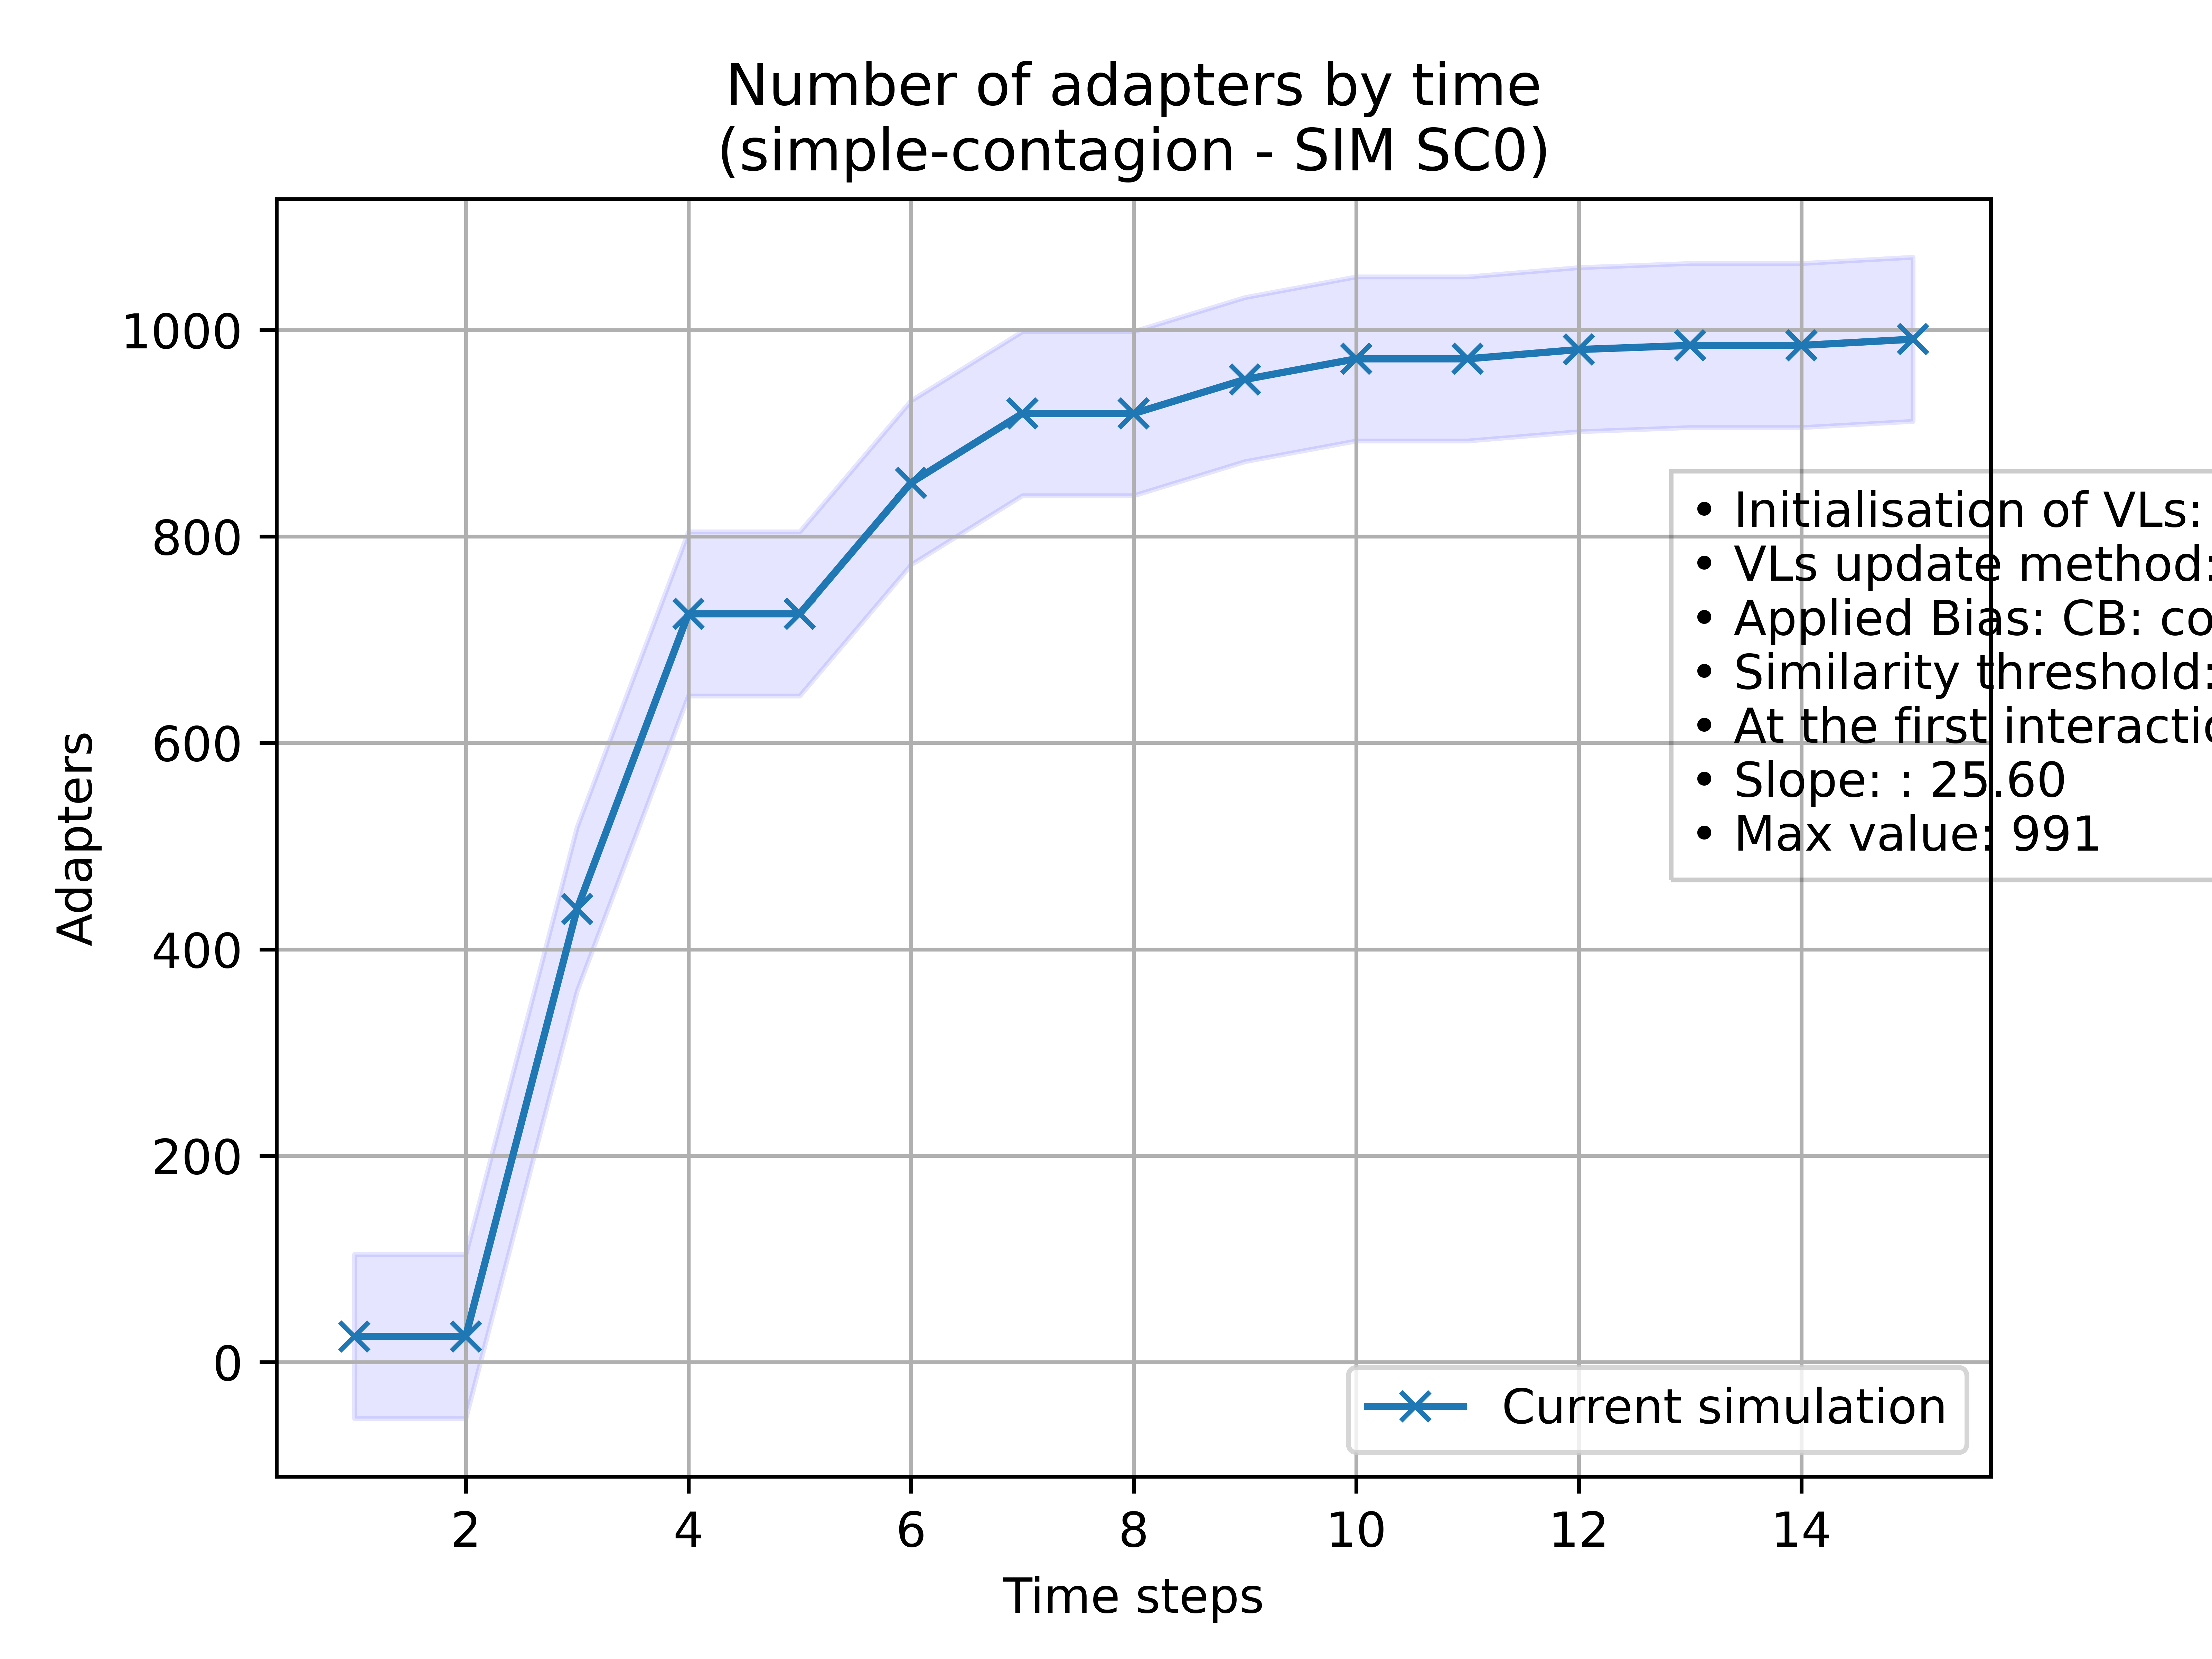 Number of adapters by time
(simple-contagion - SIM SC0)
1000
800
600
400
200
0
Adapters
• Initialisation of VLs:
• VLs update method:
• Applied Bias: CB: co
• Similarity threshold:
• At the first interactio
• Slope: : 25.60
• Max value: 991
Current simulation
2 4 6 8 10 12 14
Time steps